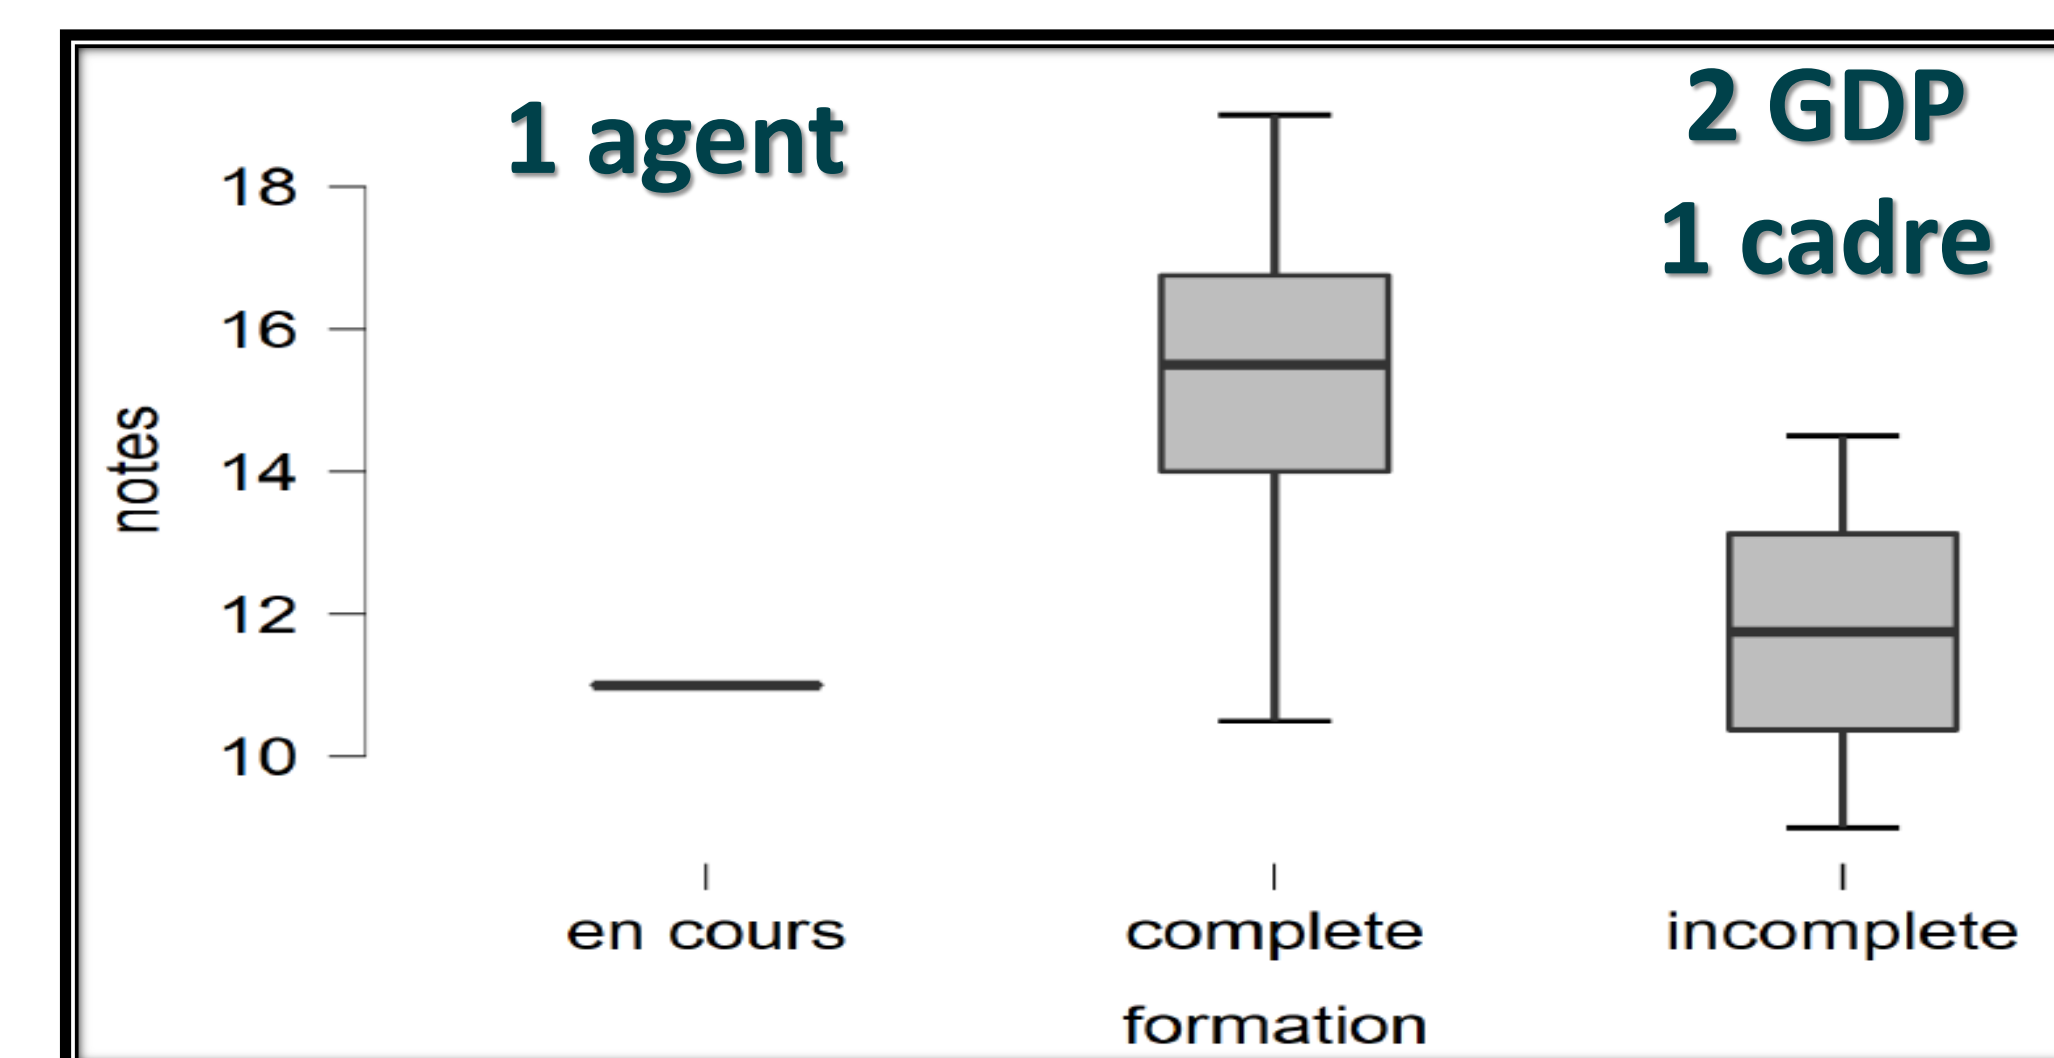 1 agent
2 GDP
1 cadre
18
16
14
12
10
notes
en cours
complete
incomplete
formation